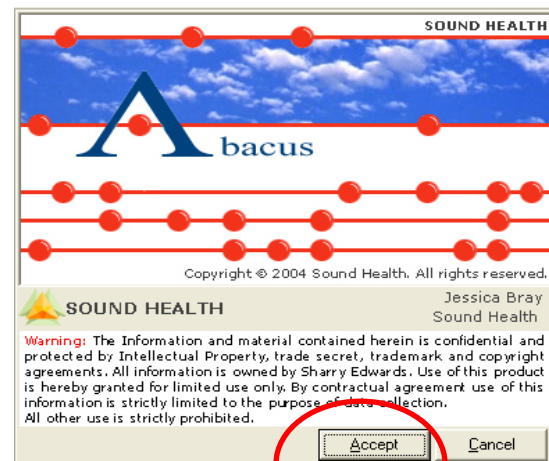 SOUND HEALTH
Abacus
Copyright © 2004 Sound Health. All rights reserved.
SOUND HEALTH
Jessica Bray
Sound Health
Warning: The Information and material contained herein is confidential and
protected by Intellectual Property, trade secret, trademark and copyright
agreements. All information is owned by Sharry Edwards. Use of this product
is hereby granted for limited use only. By contractual agreement use of this
information is strictly limited to the purpose of data collection.
All other use is strictly prohibited.
Accept
Cancel